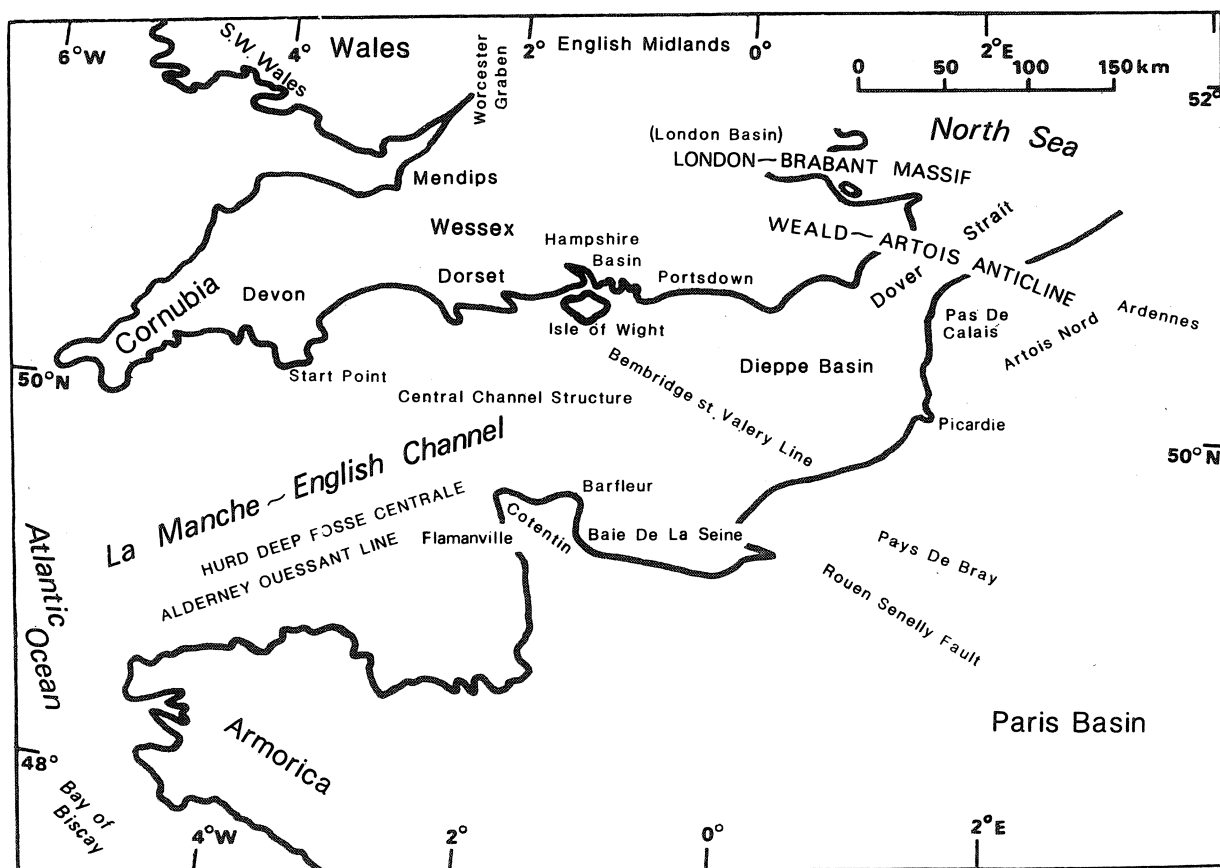 6°W
4°
2°
0°
2°E
S.W. Wales
Wales
Worcester
Graben
English Midlands
0 50 100 150 km
52°
North Sea
(London Basin)
LONDON~BRABANT MASSIF
Mendips
Wessex
Hampshire
Basin
WEALD~ARTOIS ANTICLINE
Dover Strait
Dorset
Portsdown
Devon
Cornubia
Isle of Wight
Pas De
Calais
Ardennes
Artois Nord
50°N
Start Point
Dieppe Basin
Central Channel Structure
Bembridge st. Valery Line
Picardie
50°N
La Manche~English Channel
Barfleur
HURD DEEP FOSSE CENTRALE
Flamanville
Cotentin
Baie De La Seine
ALDERNEY OUESSANT LINE
Pays De Bray
Atlantic
Ocean
Rouen Senelly Fault
Armorica
Paris Basin
48°
Bay of
Biscay
4°W
2°
0°
2°E